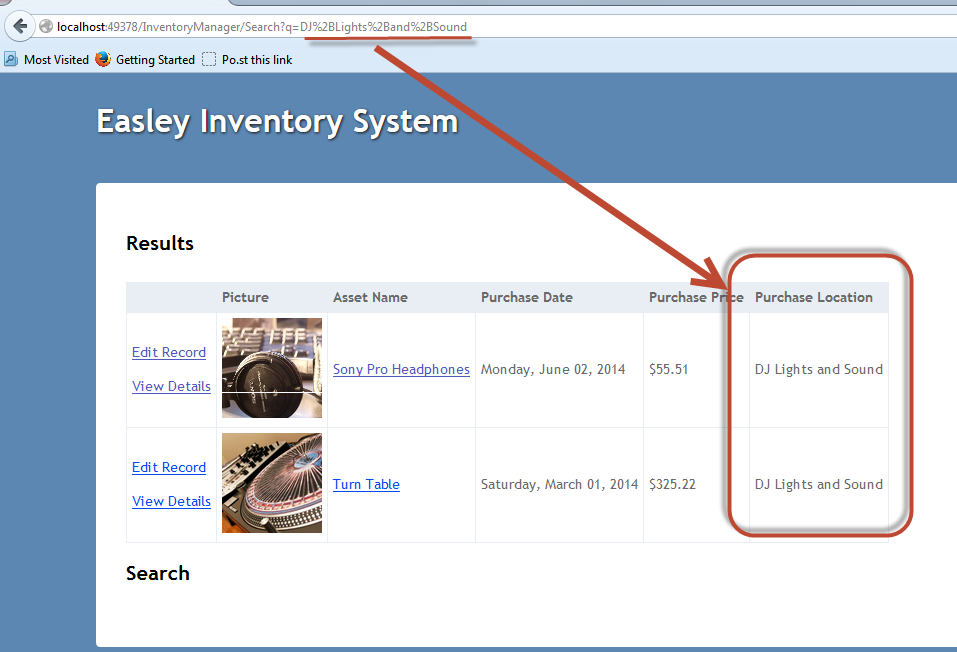 localhost:49378/InventoryManager/Search?q=DJ%2BLights%2Band%2BSound
Most Visited Getting Started Po.st this link
Easley Inventory System
Results
Picture Asset Name Purchase Date Purchase Price Purchase Location
Edit Record
Sony Pro Headphones Monday, June 02, 2014 $55.51 DJ Lights and Sound
View Details
Edit Record
Turn Table Saturday, March 01, 2014 $325.22 DJ Lights and Sound
View Details
Search